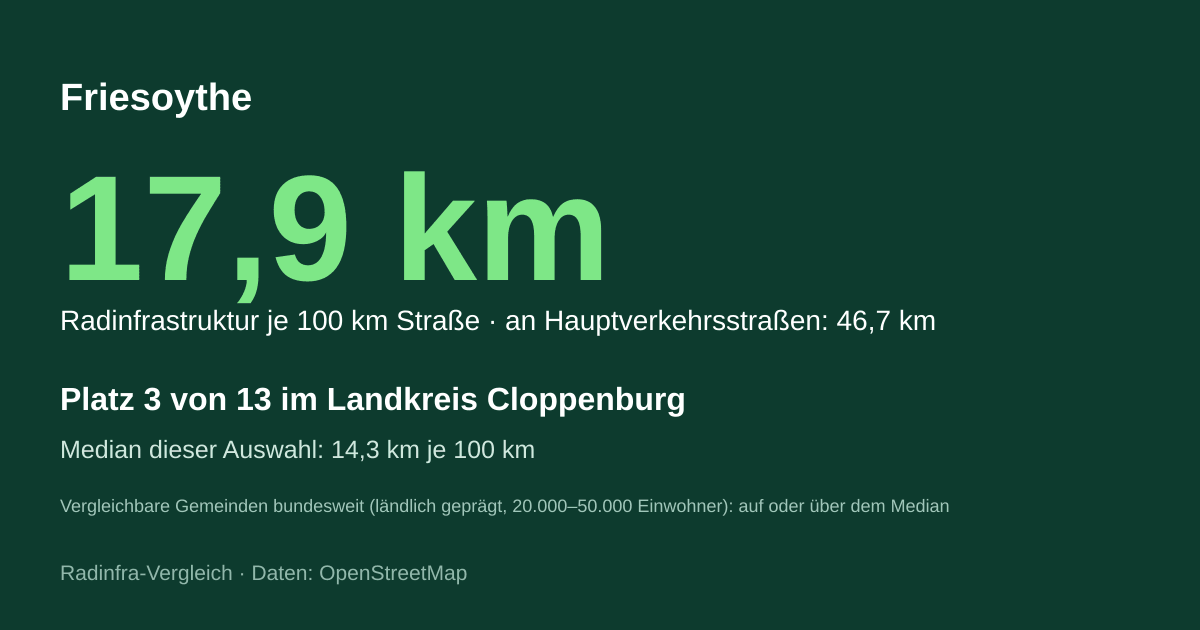 Friesoythe
17,9 km
Radinfrastruktur je 100 km Straße · an Hauptverkehrsstraßen: 46,7 km
Platz 3 von 13 im Landkreis Cloppenburg
Median dieser Auswahl: 14,3 km je 100 km
Vergleichbare Gemeinden bundesweit (ländlich geprägt, 20.000–50.000 Einwohner): auf oder über dem Median
Radinfra-Vergleich · Daten: OpenStreetMap